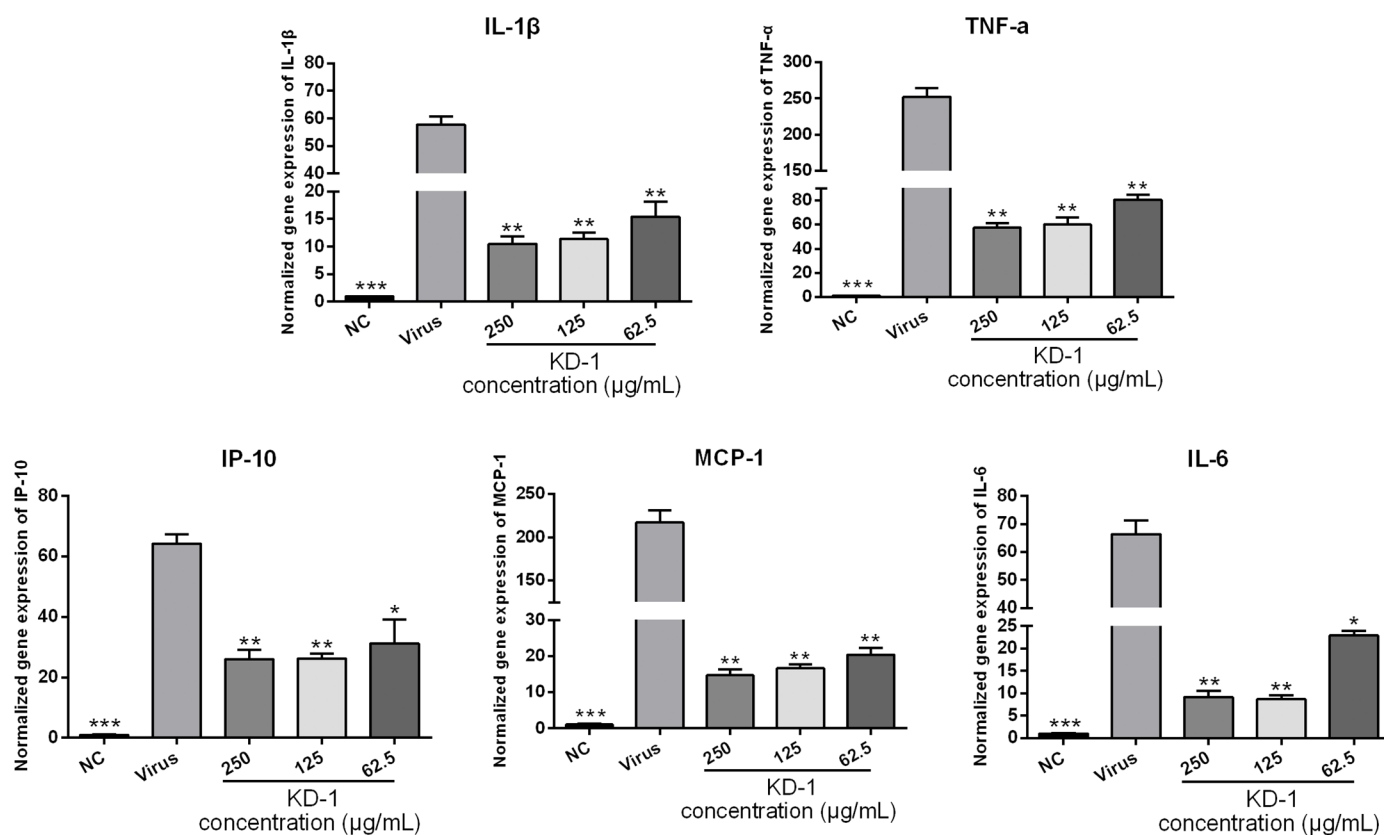 IL-1β
Normalized gene expression of IL-1β
80
70
60
50
40
20
15
10
5
0
***
**
**
**
NC
Virus
250
125
62.5
KD-1
concentration (µg/mL)
TNF-a
Normalized gene expression of TNF-α
300
250
200
150
80
60
40
20
0
***
**
**
**
NC
Virus
250
125
62.5
KD-1
concentration (µg/mL)
IP-10
Normalized gene expression of IP-10
80
60
40
20
0
***
**
**
*
NC
Virus
250
125
62.5
KD-1
concentration (µg/mL)
MCP-1
Normalized gene expression of MCP-1
250
200
150
30
20
10
0
***
**
**
**
NC
Virus
250
125
62.5
KD-1
concentration (µg/mL)
IL-6
Normalized gene expression of IL-6
80
70
60
50
40
25
20
15
10
5
0
***
**
**
*
NC
Virus
250
125
62.5
KD-1
concentration (µg/mL)